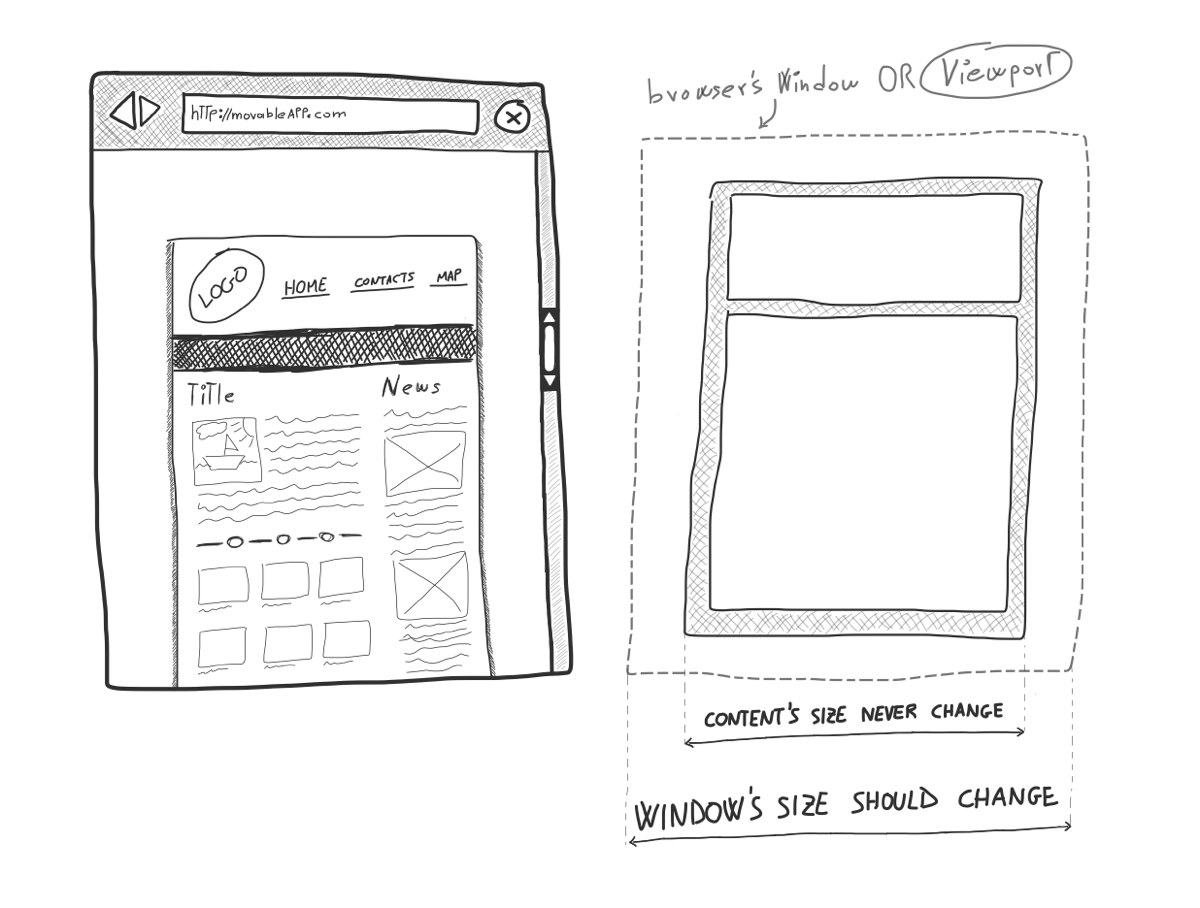 http://movableAPP.com
LOGO
HOME CONTACTS MAP
Title
News
browser's Window OR Viewport
CONTENT'S SIZE NEVER CHANGE
WINDOW'S SIZE SHOULD CHANGE